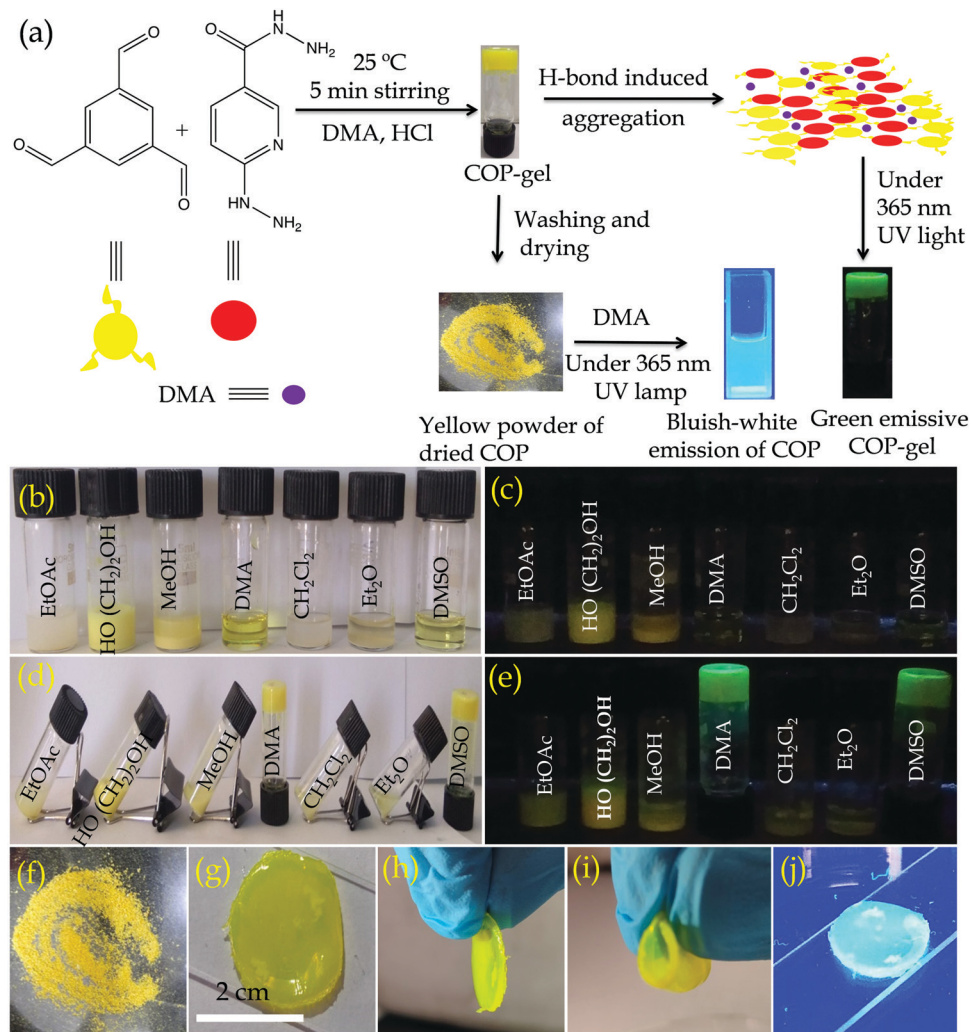 (a)
O
O
O
O
H
N
NH₂
N
HN
NH₂
+
25 ºC
5 min stirring
DMA, HCl
COP-gel
H-bond induced
aggregation
Washing and
drying
Under
365 nm
UV light
DMA
Under 365 nm
UV lamp
DMA
Yellow powder of
dried COP
Bluish-white
emission of COP
Green emissive
COP-gel
(b)
EtOAc
HO (CH₂)₂OH
MeOH
DMA
CH₂Cl₂
Et₂O
DMSO
(c)
EtOAc
HO (CH₂)₂OH
MeOH
DMA
CH₂Cl₂
Et₂O
DMSO
(d)
EtOAc
HO (CH₂)₂OH
MeOH
DMA
CH₂Cl₂
Et₂O
DMSO
(e)
EtOAc
HO (CH₂)₂OH
MeOH
DMA
CH₂Cl₂
Et₂O
DMSO
(f)
(g)
2 cm
(h)
(i)
(j)